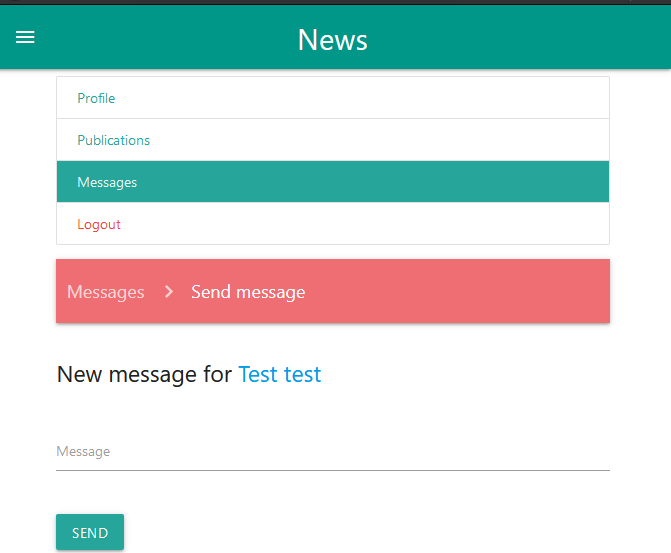 News
Profile
Publications
Messages
Logout
Messages Send message
New message for Test test
Message
SEND